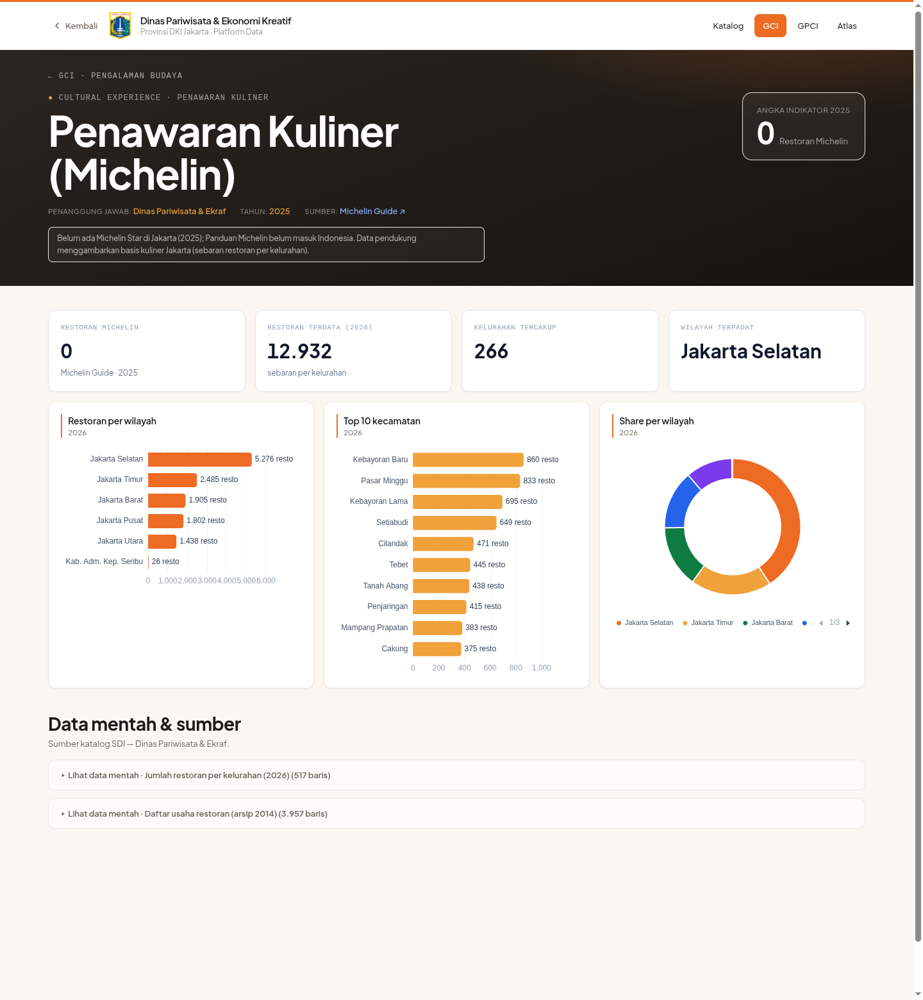 Kembali
Dinas Pariwisata & Ekonomi Kreatif
Provinsi DKI Jakarta · Platform Data
Katalog
GCI
GPCI
Atlas
← GCI · PENGALAMAN BUDAYA
● CULTURAL EXPERIENCE · PENAWARAN KULINER
Penawaran Kuliner
(Michelin)
PENANGGUNG JAWAB: Dinas Pariwisata & Ekraf TAHUN: 2025 SUMBER: Michelin Guide ↗
Belum ada Michelin Star di Jakarta (2025); Panduan Michelin belum masuk Indonesia. Data pendukung
menggambarkan basis kuliner Jakarta (sebaran restoran per kelurahan).
ANGKA INDIKATOR 2025
0 Restoran Michelin
RESTORAN MICHELIN
0
Michelin Guide · 2025
RESTORAN TERDATA (2026)
12.932
sebaran per kelurahan
KELURAHAN TERCAKUP
266
WILAYAH TERPADAT
Jakarta Selatan
Restoran per wilayah
2026
Jakarta Selatan 5.276 resto
Jakarta Timur 2.485 resto
Jakarta Barat 1.905 resto
Jakarta Pusat 1.802 resto
Jakarta Utara 1.438 resto
Kab. Adm. Kep. Seribu 26 resto
0 1.000 2.000 3.000 4.000 5.000 6.000
Top 10 kecamatan
2026
Kebayoran Baru 860 resto
Pasar Minggu 833 resto
Kebayoran Lama 695 resto
Setiabudi 649 resto
Cilandak 471 resto
Tebet 445 resto
Tanah Abang 438 resto
Penjaringan 415 resto
Mampang Prapatan 383 resto
Cakung 375 resto
0 200 400 600 800 1.000
Share per wilayah
2026
Jakarta Selatan Jakarta Timur Jakarta Barat 1/3
Data mentah & sumber
Sumber katalog SDI — Dinas Pariwisata & Ekraf.
▸ Lihat data mentah · Jumlah restoran per kelurahan (2026) (517 baris)
▸ Lihat data mentah · Daftar usaha restoran (arsip 2014) (3.957 baris)